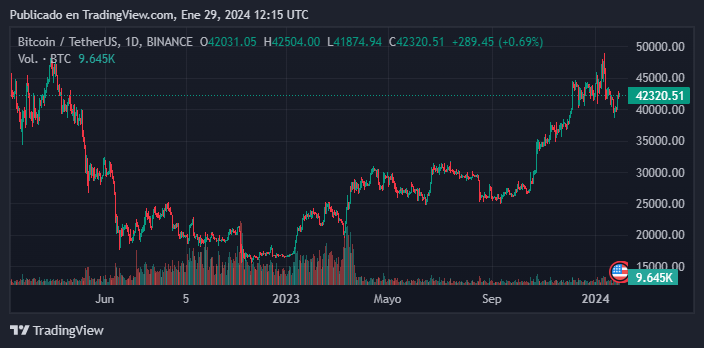 Publicado en TradingView.com, Ene 29, 2024 12:15 UTC
Bitcoin / TetherUS, 1D, BINANCE O42031.05 H42504.00 L41874.94 C42320.51 +289.45 (+0.69%)
Vol. · BTC 9.645K
50000.00
45000.00
42320.51
40000.00
35000.00
30000.00
25000.00
20000.00
15000.00
9.645K
Jun 5 2023 Mayo Sep 2024
TradingView